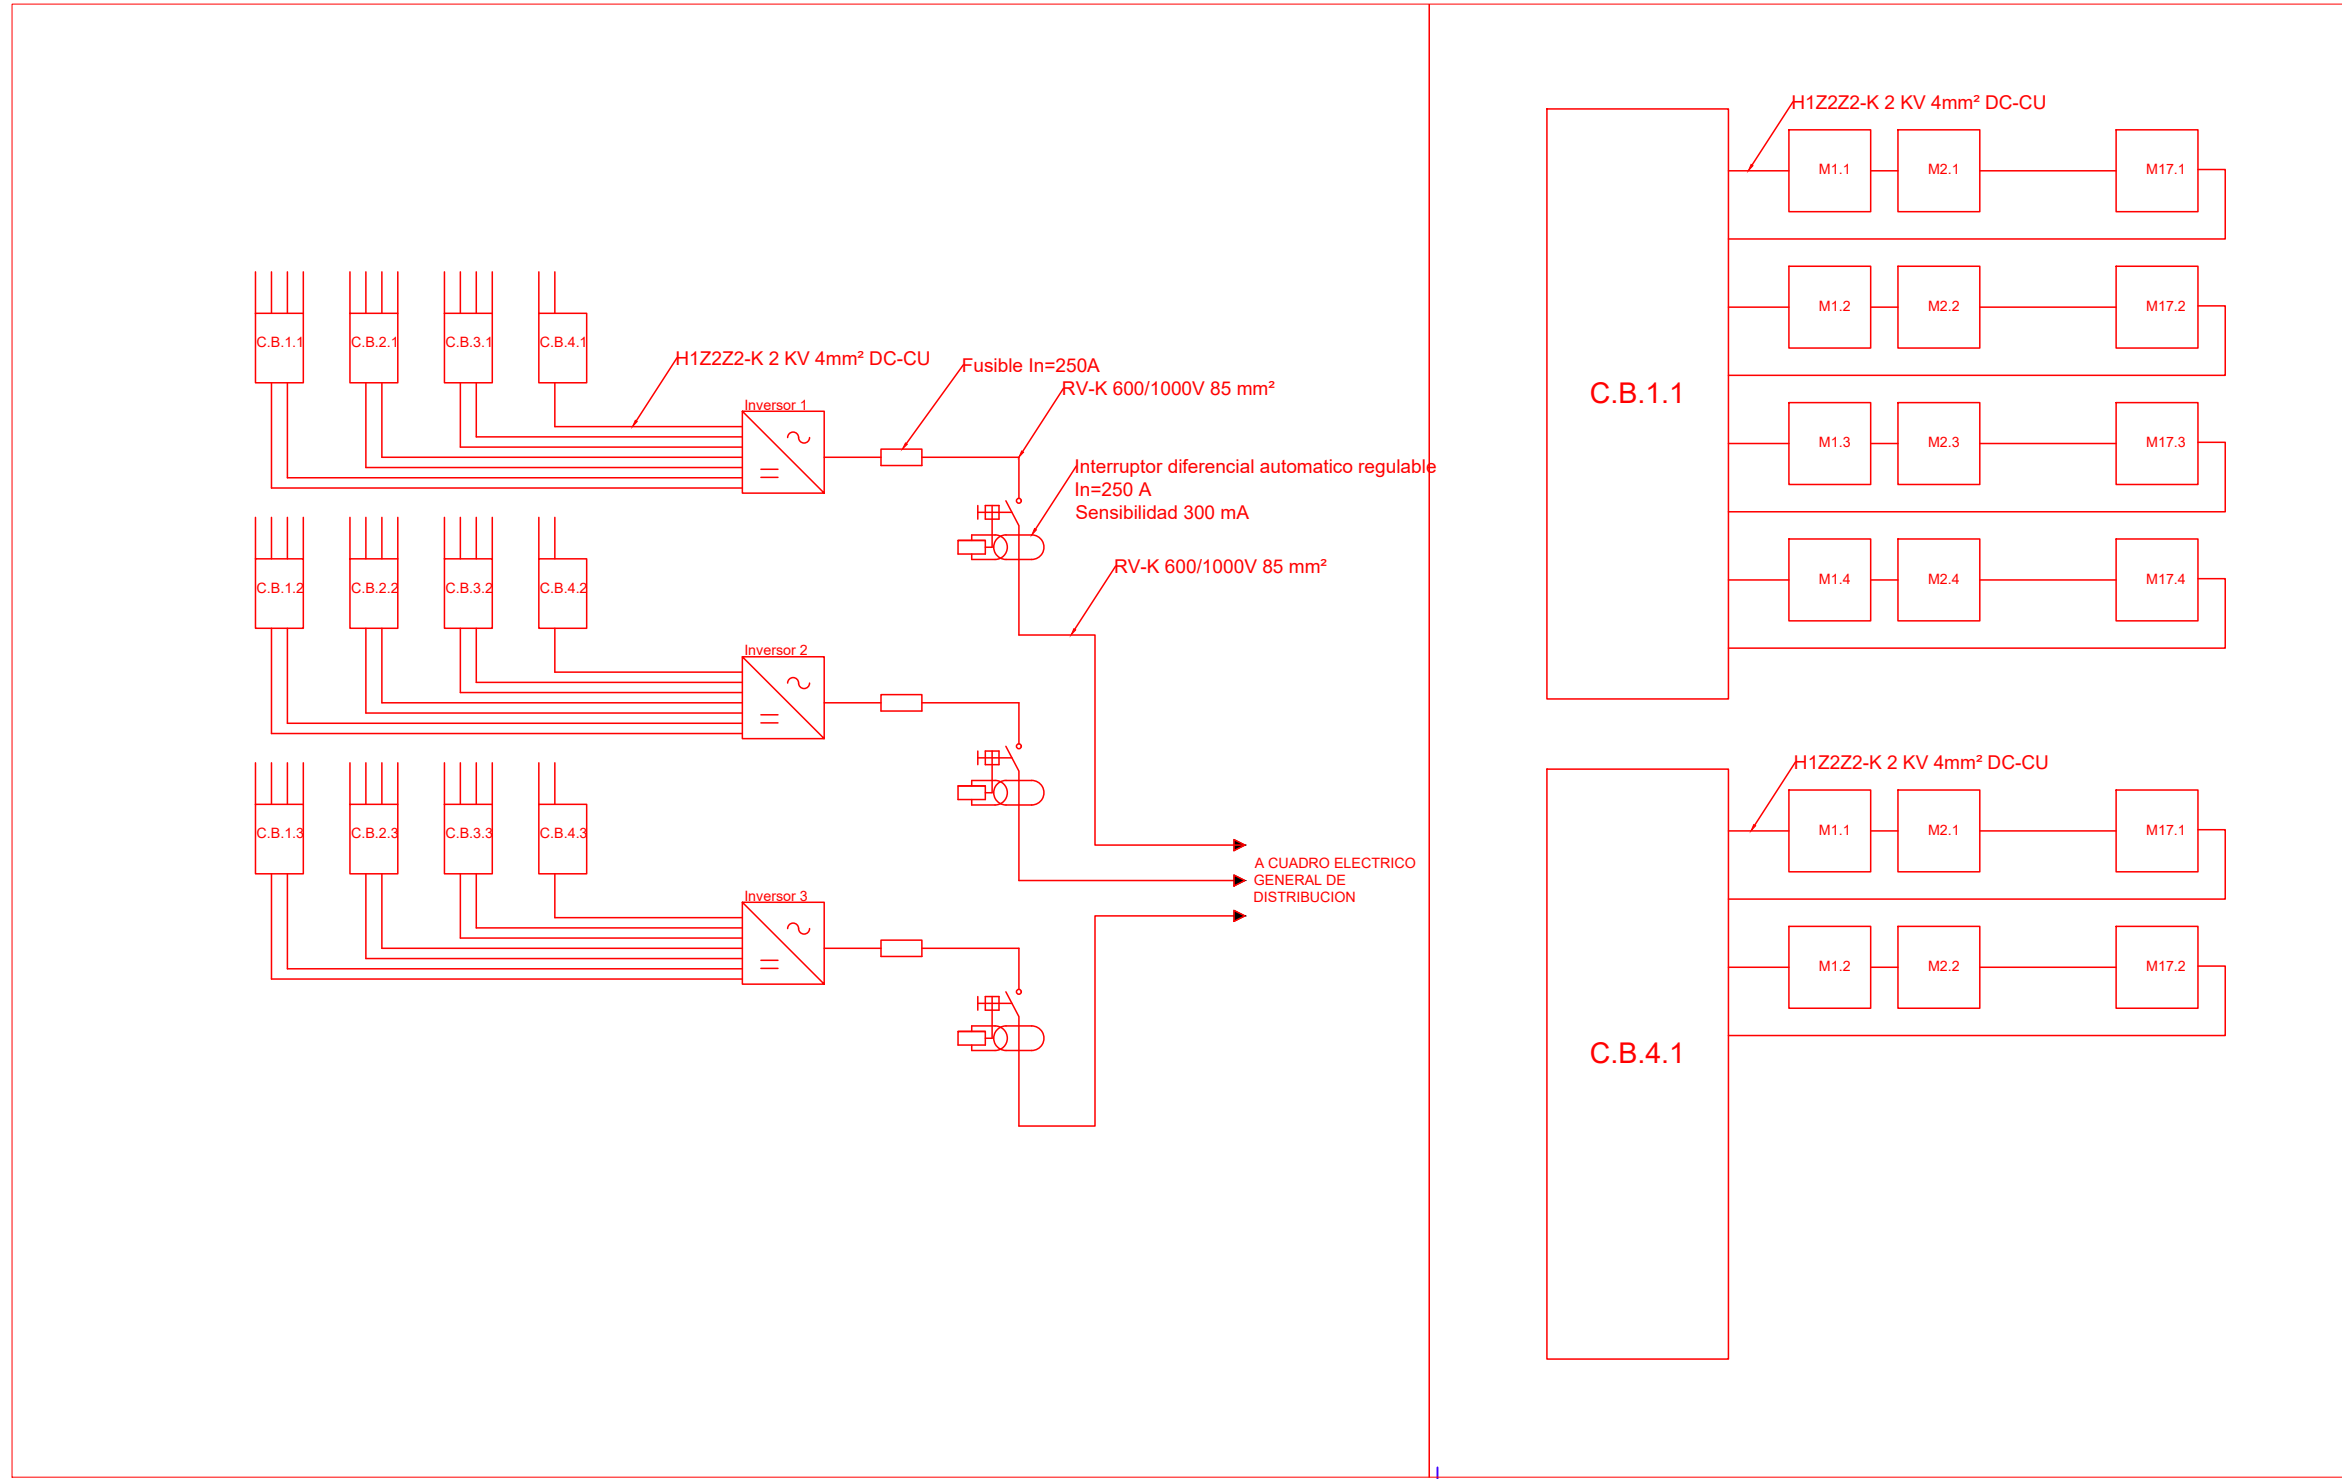 C.B.1.1
C.B.2.1
C.B.3.1
C.B.4.1
H1Z2Z2-K 2 KV 4mm² DC-CU
Fusible In=250A
RV-K 600/1000V 85 mm²
Inversor 1
Interruptor diferencial automatico regulable
In=250 A
Sensibilidad 300 mA
RV-K 600/1000V 85 mm²
C.B.1.2
C.B.2.2
C.B.3.2
C.B.4.2
Inversor 2
C.B.1.3
C.B.2.3
C.B.3.3
C.B.4.3
Inversor 3
A CUADRO ELECTRICO
GENERAL DE
DISTRIBUCION
H1Z2Z2-K 2 KV 4mm² DC-CU
C.B.1.1
M1.1
M2.1
M17.1
M1.2
M2.2
M17.2
M1.3
M2.3
M17.3
M1.4
M2.4
M17.4
H1Z2Z2-K 2 KV 4mm² DC-CU
C.B.4.1
M1.1
M2.1
M17.1
M1.2
M2.2
M17.2